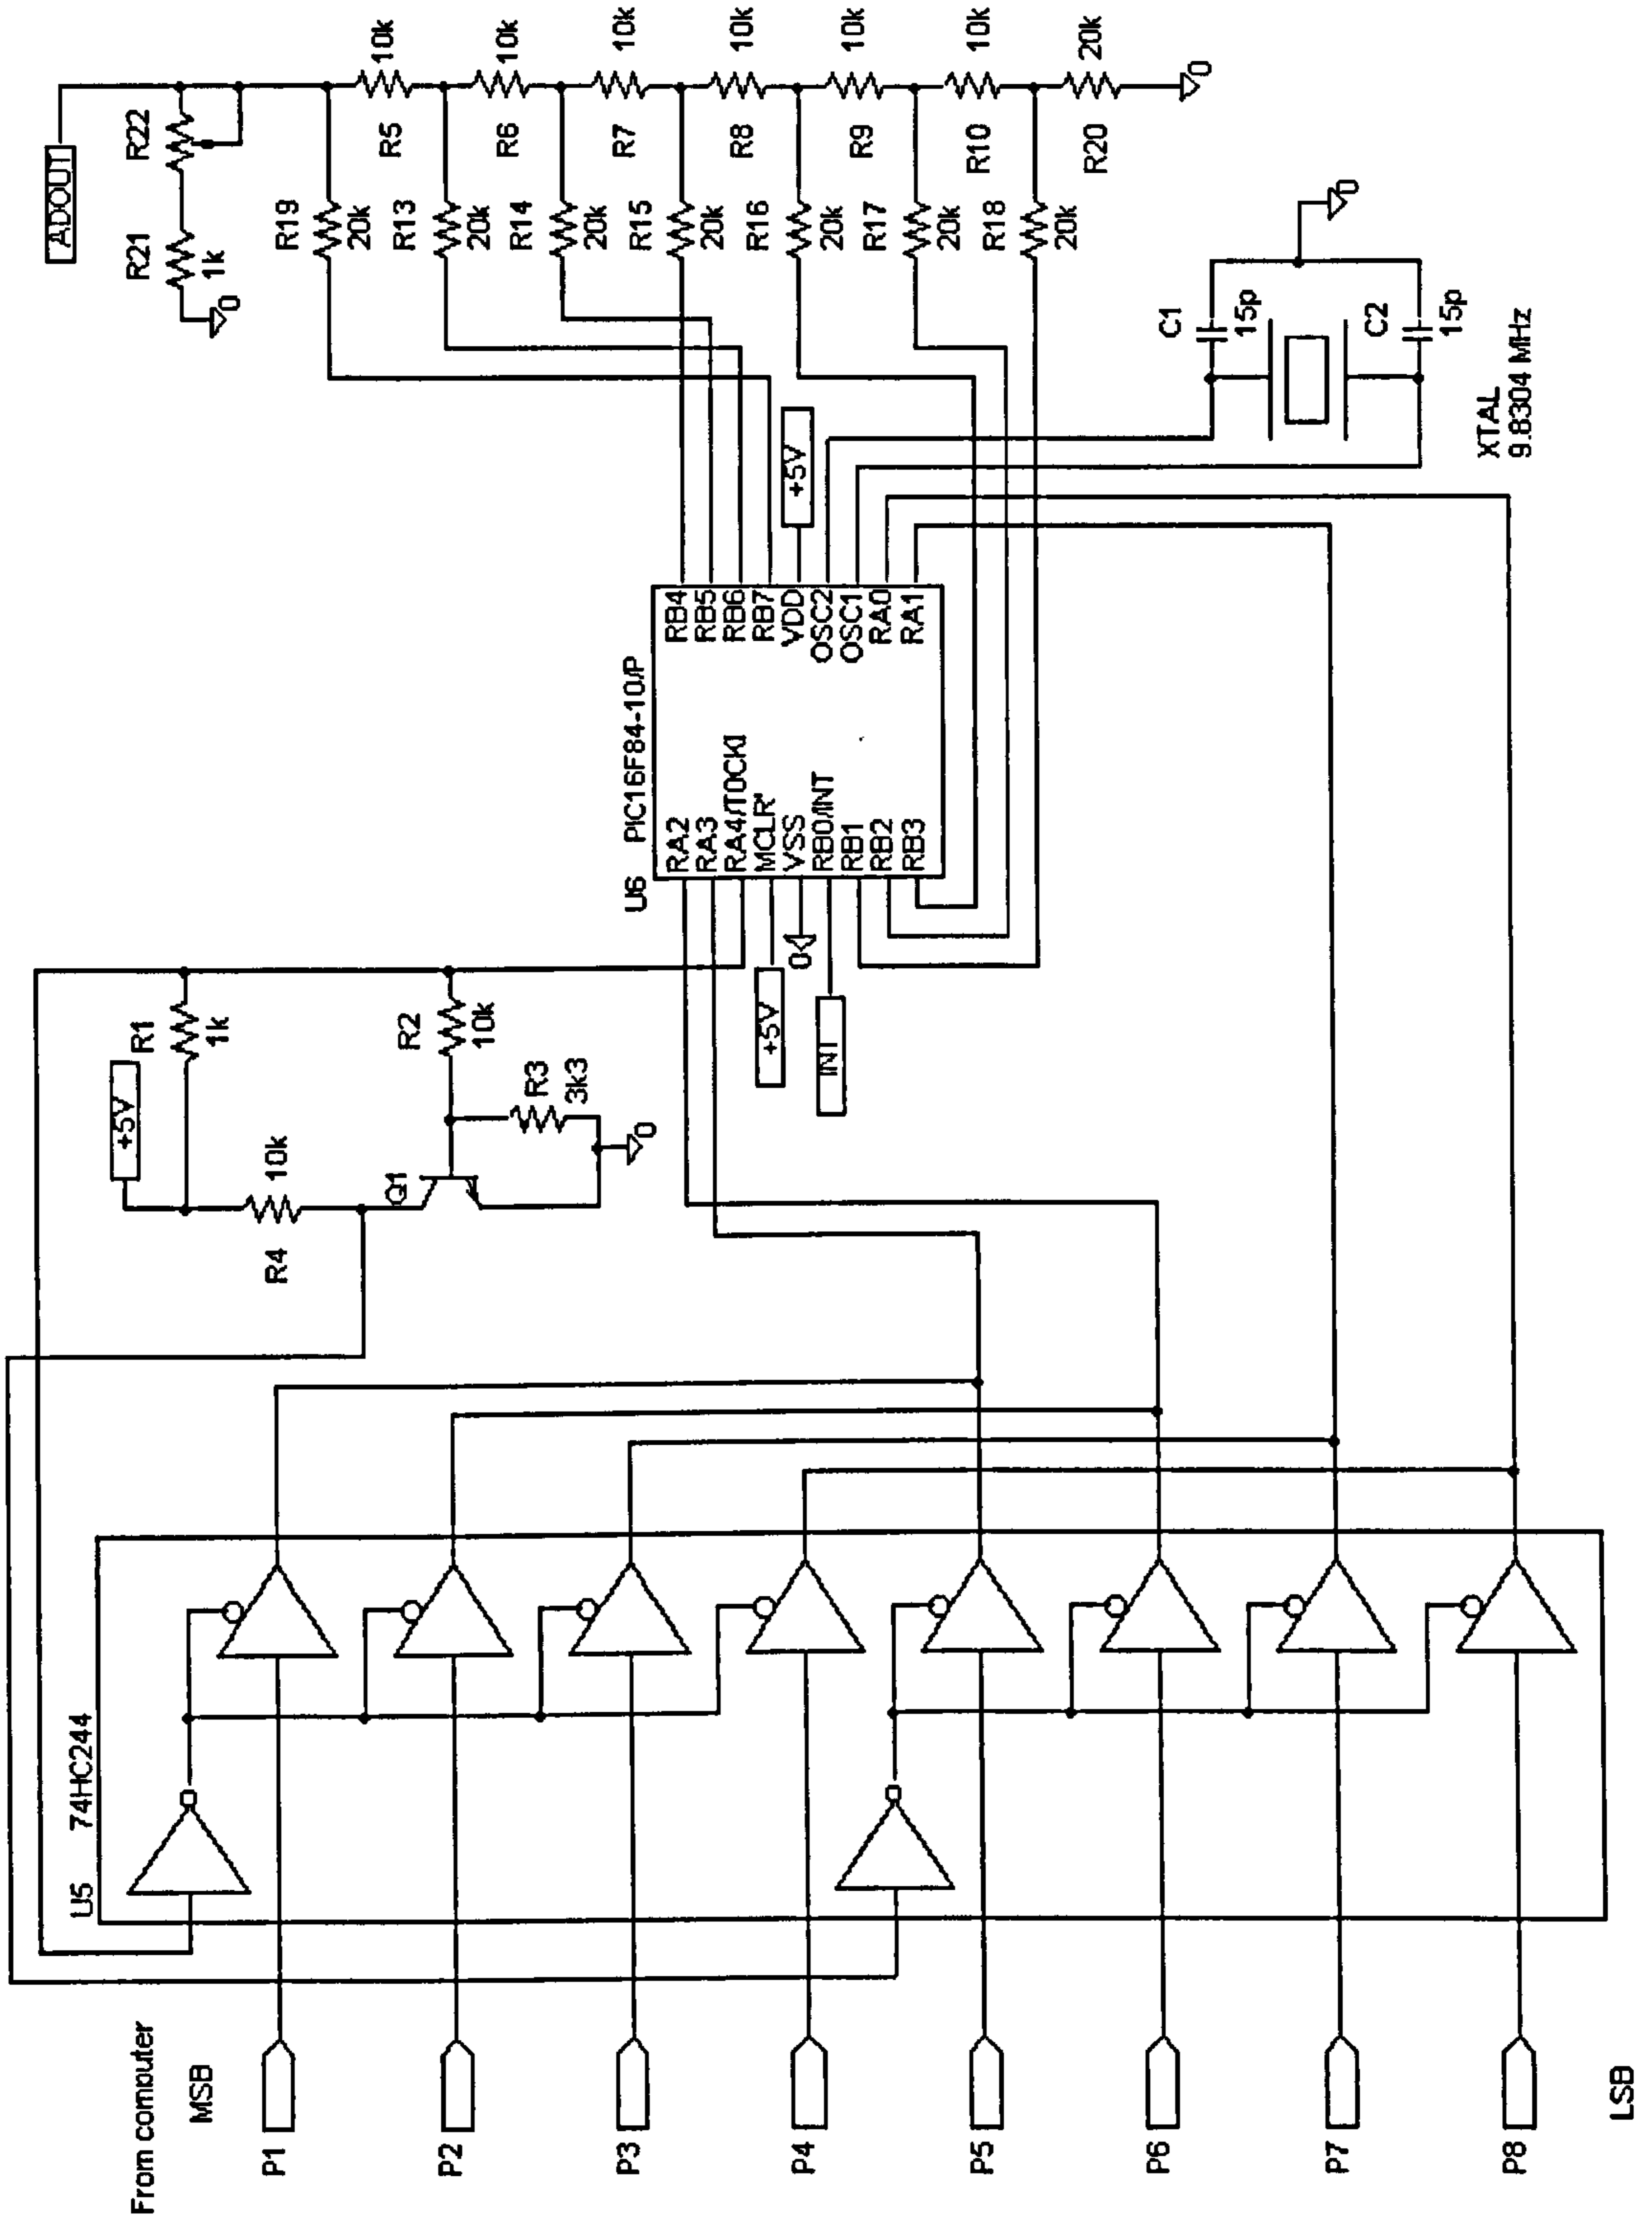 From computer
MSB
P1
P2
P3
P4
P5
P6
P7
P8
LSB
U5 74HC244
+5V
R1
1k
R4
10k
Q1
R2
10k
R3
3k3
0
+5V
0
INT
U6 PIC16F84-10/P
RA2
RA3
RA4/T0CKI
MCLR'
VSS
RB0/INT
RB1
RB2
RB3
RB4
RB5
RB6
RB7
VDD
OSC2
OSC1
RA0
RA1
+5V
ADOUT
R21
1k
0
R22
R19
20k
R13
20k
R14
20k
R15
20k
R16
20k
R17
20k
R18
20k
R5
10k
R6
10k
R7
10k
R8
10k
R9
10k
R10
10k
R20
20k
0
C1
15p
C2
15p
0
XTAL
9.8304 MHz